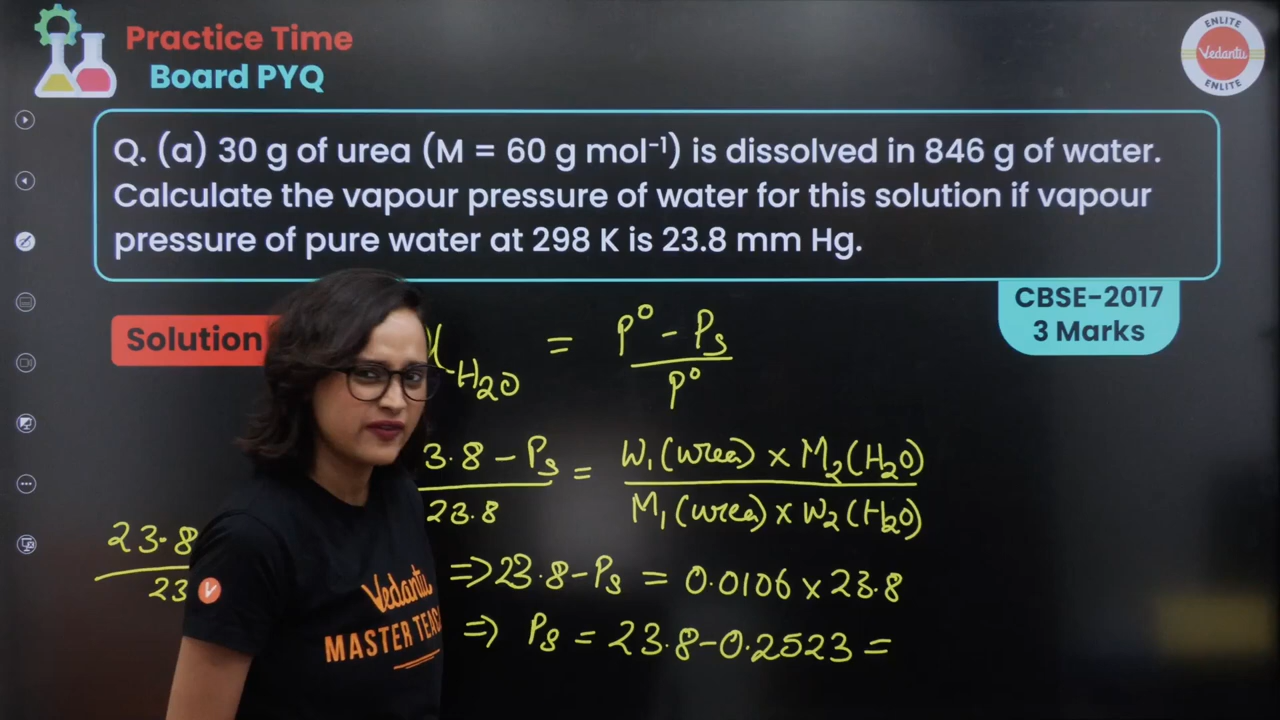 Practice Time
Board PYQ
ENLITE
Vedantu
ENLITE
Q. (a) 30 g of urea (M = 60 g mol⁻¹) is dissolved in 846 g of water.
Calculate the vapour pressure of water for this solution if vapour
pressure of pure water at 298 K is 23.8 mm Hg.
CBSE-2017
3 Marks
Solution
H₂O = (P° - Ps) / P°
3.8 - Ps / 23.8 = W₁(urea) × M₂(H₂O) / M₁(urea) × W₂(H₂O)
23.8 / 23
⇒ 23.8 - Ps = 0.0106 × 23.8
⇒ Ps = 23.8 - 0.2523 =
Vedantu
MASTER